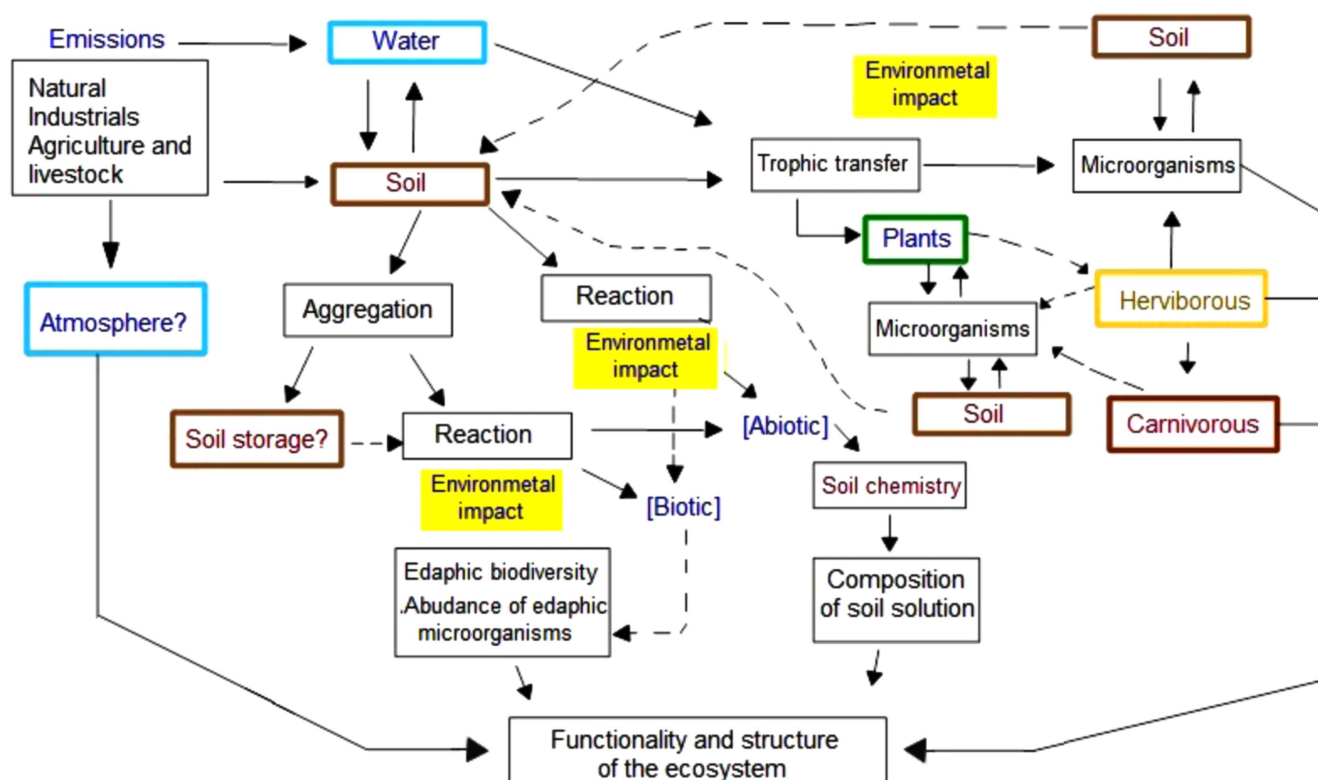 Emissions
Water
Soil
Natural
Industrials
Agriculture and
livestock
Environmetal
impact
Trophic transfer
Microorganisms
Soil
Plants
Atmosphere?
Aggregation
Reaction
Herviborous
Microorganisms
Environmetal
impact
Soil storage?
Reaction
[Abiotic]
Soil
Carnivorous
Environmetal
impact
[Biotic]
Soil chemistry
Edaphic biodiversity
.Abudance of edaphic
microorganisms
Composition
of soil solution
Functionality and structure
of the ecosystem